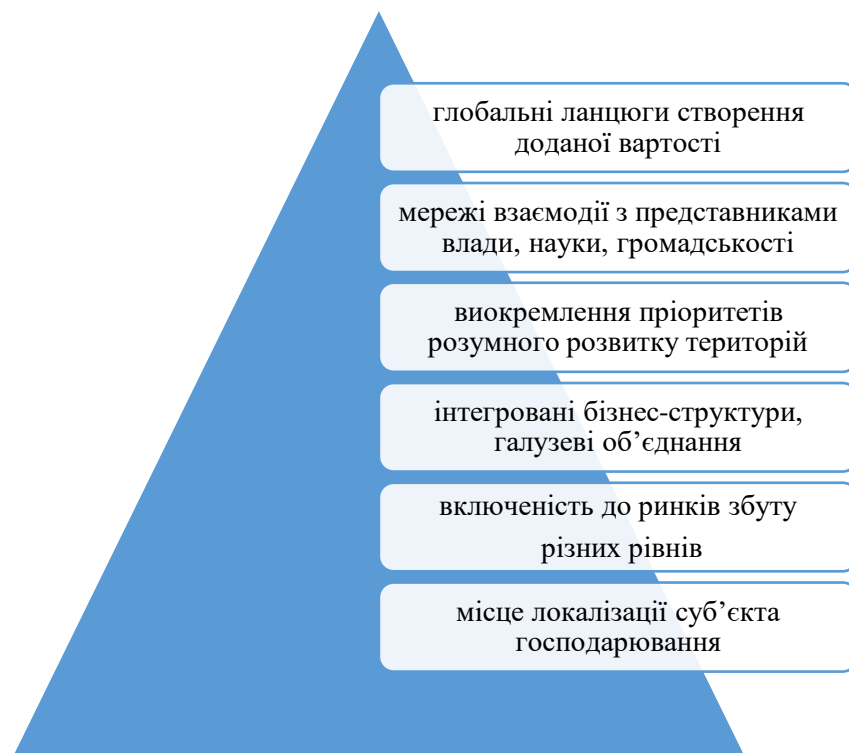 глобальні ланцюги створення
доданої вартості
мережі взаємодії з представниками
влади, науки, громадськості
виокремлення пріоритетів
розумного розвитку територій
інтегровані бізнес-структури,
галузеві об’єднання
включеність до ринків збуту
різних рівнів
місце локалізації суб’єкта
господарювання